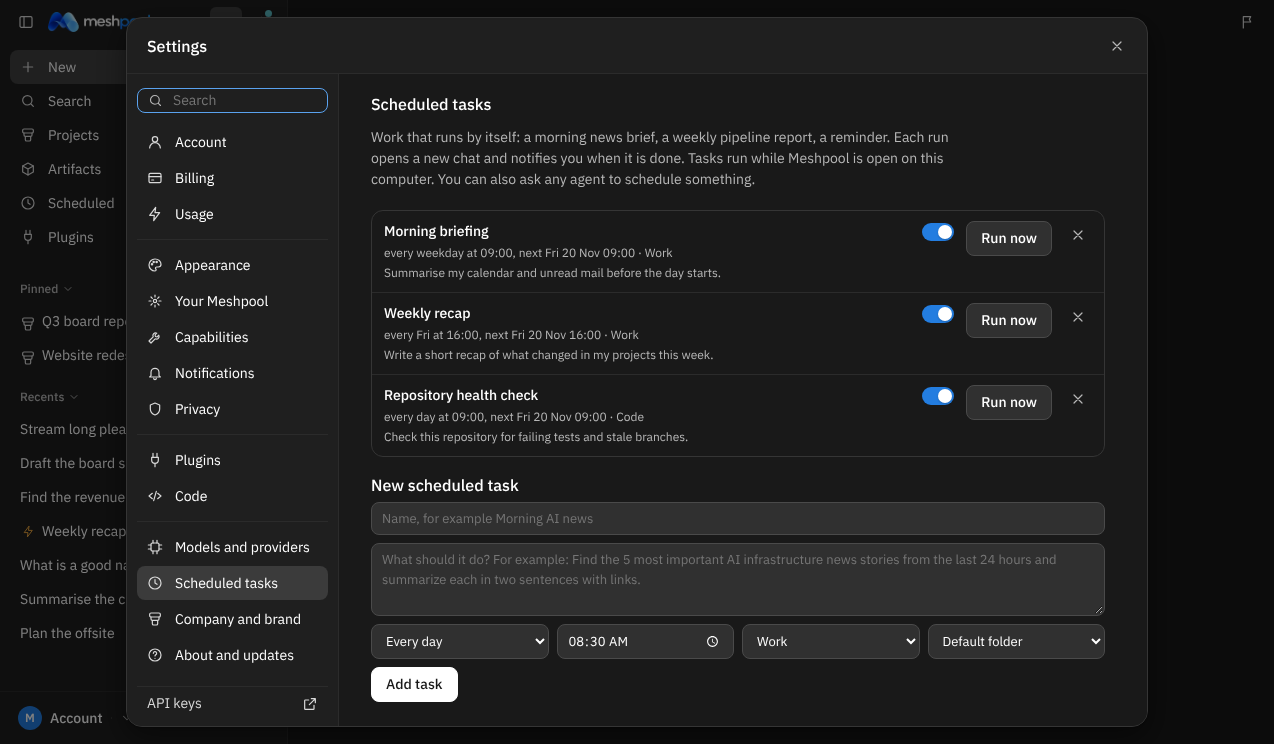 Settings
New
Search
Projects
Artifacts
Scheduled
Plugins
Pinned
Q3 board
Website
Recents
Stream long
Draft the board
Find the revenue
Weekly recap
What is a good
Summarise the
Plan the offsite
M
Account
Search
Account
Billing
Usage
Appearance
Your Meshpool
Capabilities
Notifications
Privacy
Plugins
Code
Models and providers
Scheduled tasks
Company and brand
About and updates
API keys
Scheduled tasks
Work that runs by itself: a morning news brief, a weekly pipeline report, a reminder. Each run
opens a new chat and notifies you when it is done. Tasks run while Meshpool is open on this
computer. You can also ask any agent to schedule something.
Morning briefing
every weekday at 09:00, next Fri 20 Nov 09:00 · Work
Summarise my calendar and unread mail before the day starts.
Run now
Weekly recap
every Fri at 16:00, next Fri 20 Nov 16:00 · Work
Write a short recap of what changed in my projects this week.
Run now
Repository health check
every day at 09:00, next Fri 20 Nov 09:00 · Code
Check this repository for failing tests and stale branches.
Run now
New scheduled task
Name, for example Morning AI news
What should it do? For example: Find the 5 most important AI infrastructure news stories from the last 24 hours and
summarize each in two sentences with links.
Every day
08:30 AM
Work
Default folder
Add task